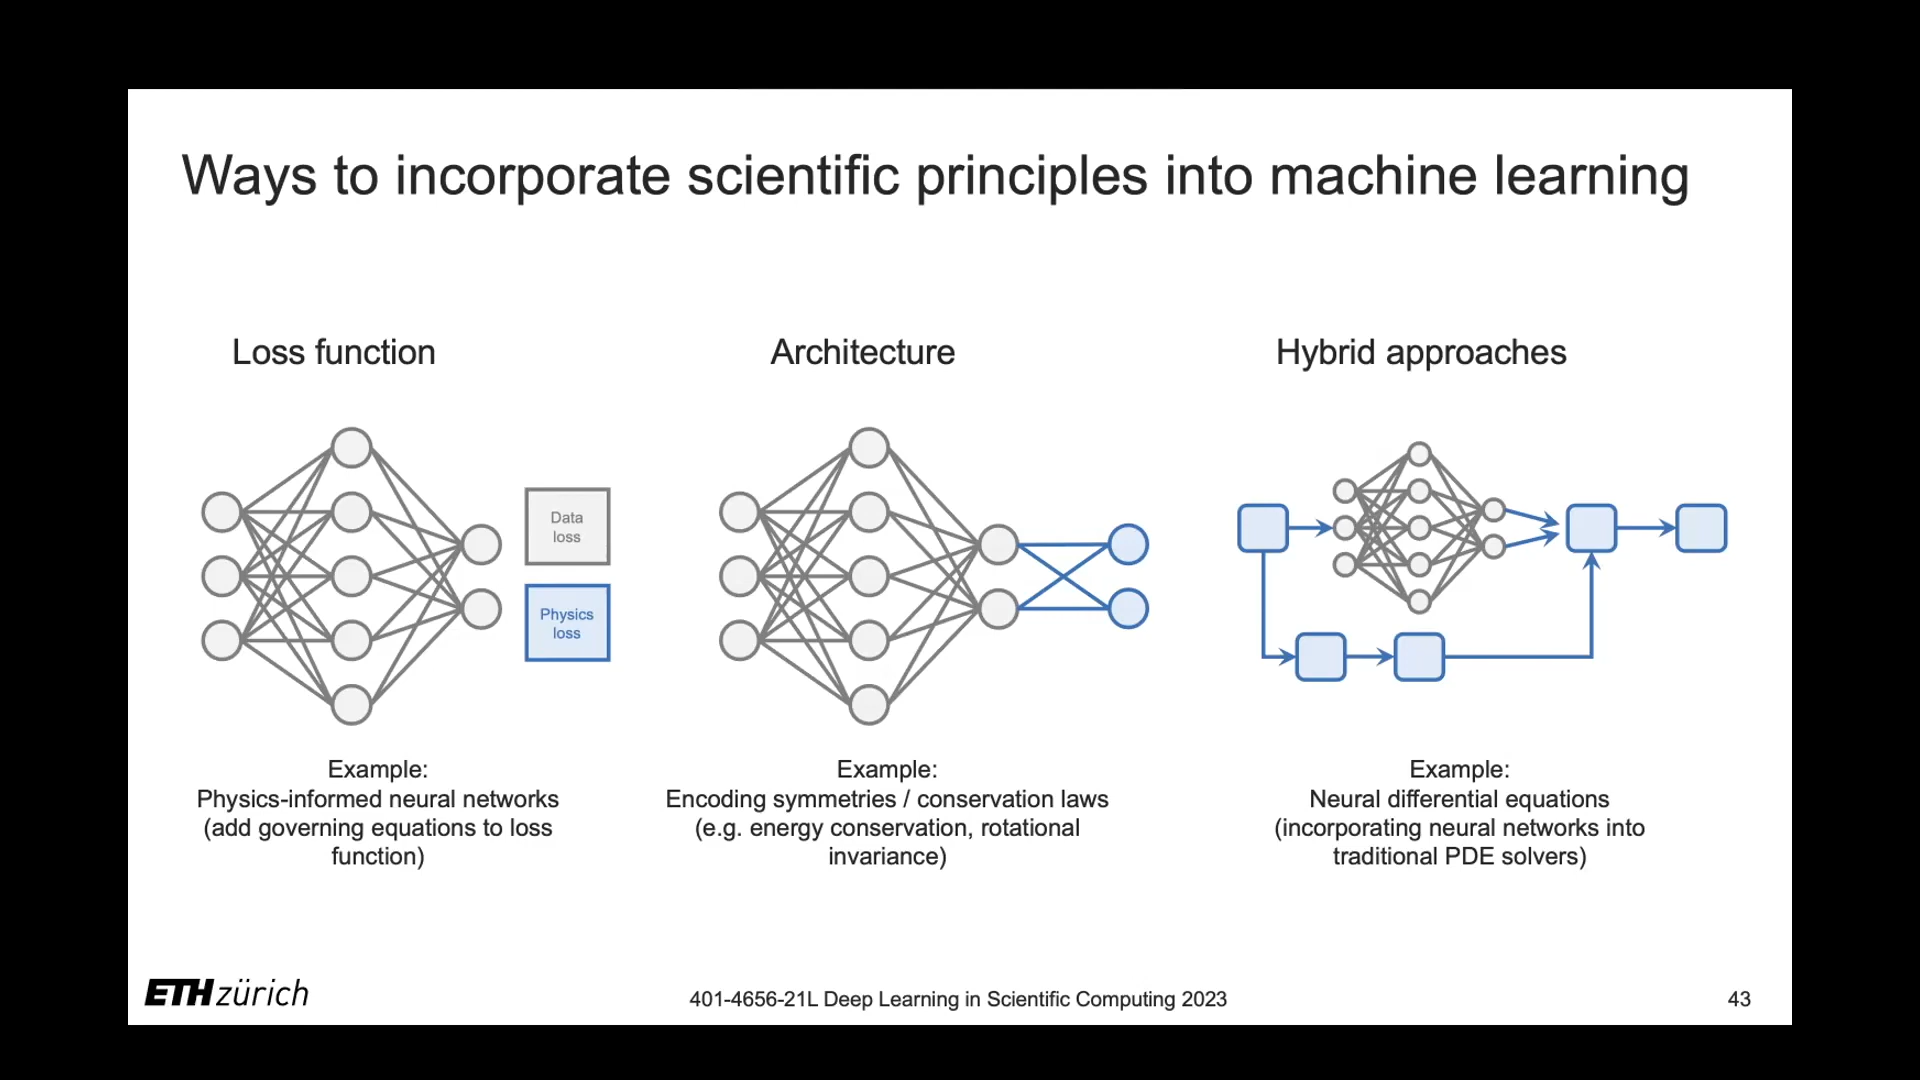 Ways to incorporate scientific principles into machine learning
Loss function
Data
loss
Physics
loss
Example:
Physics-informed neural networks
(add governing equations to loss
function)
Architecture
Example:
Encoding symmetries / conservation laws
(e.g. energy conservation, rotational
invariance)
Hybrid approaches
Example:
Neural differential equations
(incorporating neural networks into
traditional PDE solvers)
ETH zürich
401-4656-21L Deep Learning in Scientific Computing 2023
43